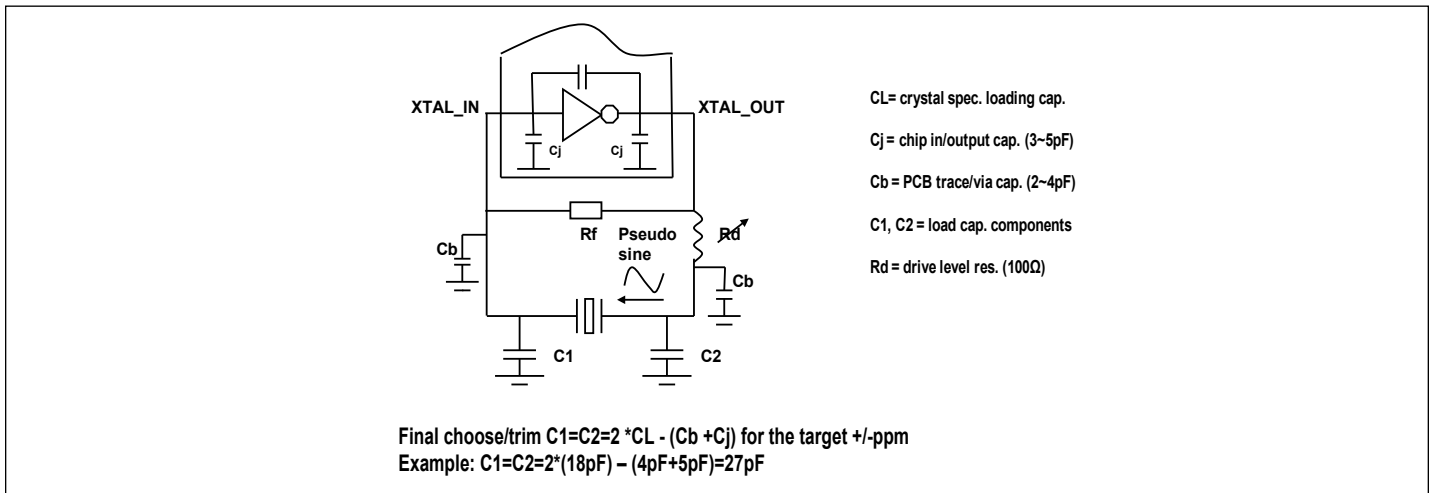 XTAL_IN
XTAL_OUT
Cj
Cj
Rf
Pseudo
sine
Rd
Cb
Cb
C1
C2
CL= crystal spec. loading cap.
Cj = chip in/output cap. (3~5pF)
Cb = PCB trace/via cap. (2~4pF)
C1, C2 = load cap. components
Rd = drive level res. (100Ω)
Final choose/trim C1=C2=2 *CL - (Cb +Cj) for the target +/-ppm
Example: C1=C2=2*(18pF) – (4pF+5pF)=27pF